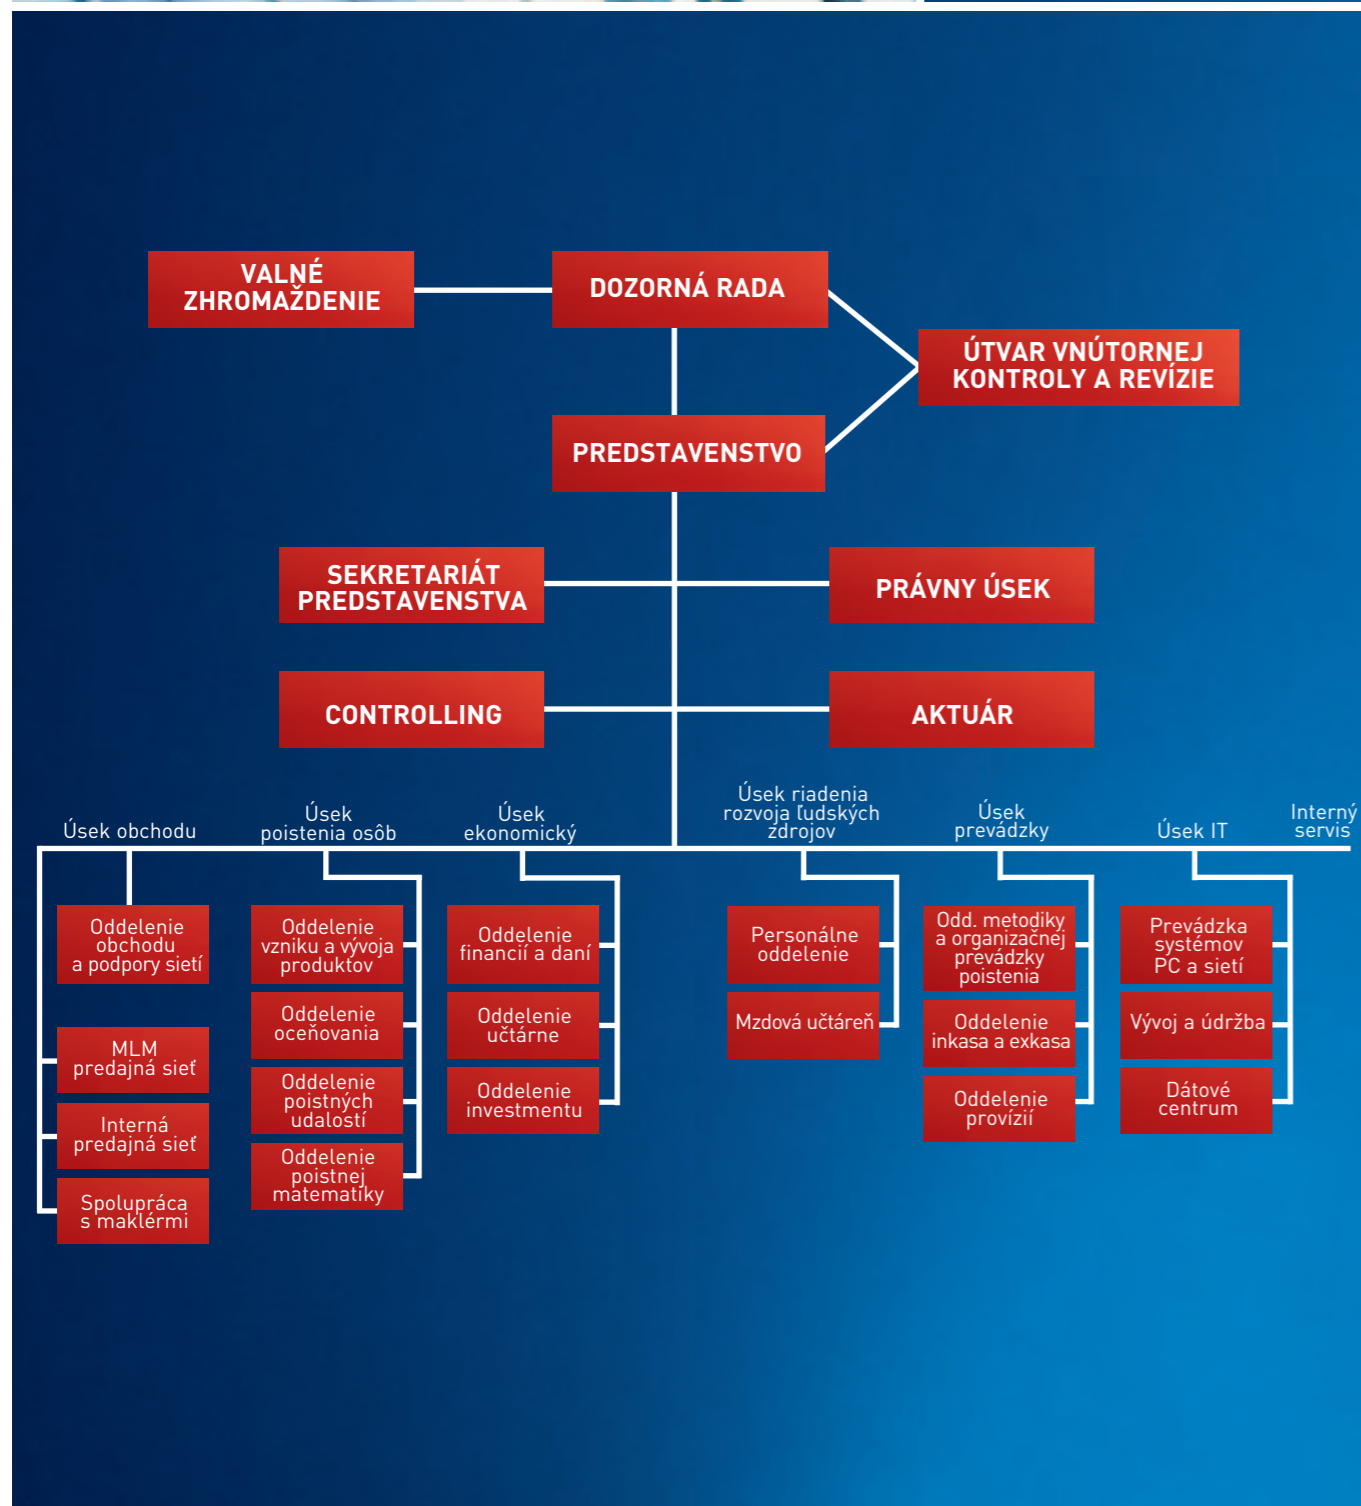 VALNÉ
ZHROMAŽDENIE
DOZORNÁ RADA
ÚTVAR VNÚTORNEJ
KONTROLY A REVÍZIE
PREDSTAVENSTVO
SEKRETARIÁT
PREDSTAVENSTVA
PRÁVNY ÚSEK
CONTROLLING
AKTUÁR
Úsek obchodu
Úsek
poistenia osôb
Úsek
ekonomický
Úsek riadenia
rozvoja ľudských
zdrojov
Úsek
prevádzky
Úsek IT
Interný
servis
Oddelenie
obchodu
a podpory sietí
MLM
predajná sieť
Interná
predajná sieť
Spolupráca
s maklérmi
Oddelenie
vzniku a vývoja
produktov
Oddelenie
oceňovania
Oddelenie
poistných
udalostí
Oddelenie
poistnej
matematiky
Oddelenie
financií a daní
Oddelenie
učtárne
Oddelenie
investmentu
Personálne
oddelenie
Mzdová učtáreň
Odd. metodiky
a organizačnej
prevádzky
poistenia
Oddelenie
inkasa a exkasa
Oddelenie
provízií
Prevádzka
systémov
PC a sietí
Vývoj a údržba
Dátové
centrum